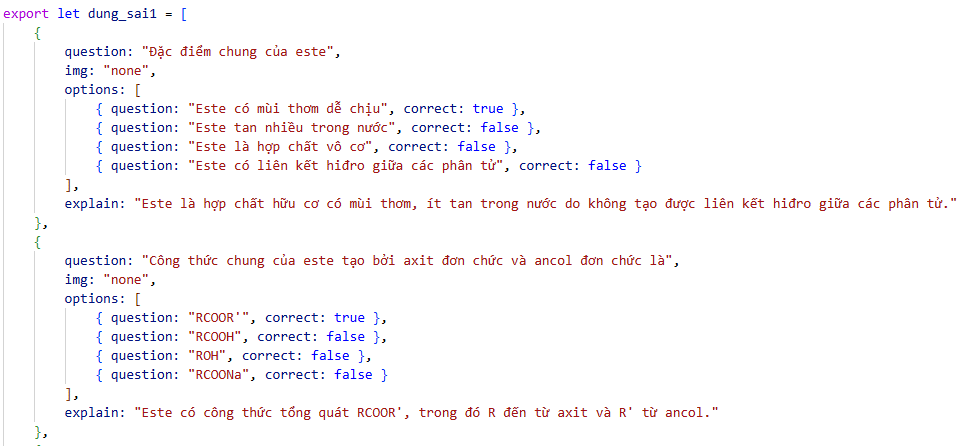 export let dung_sai1 = [
    {
        question: "Đặc điểm chung của este",
        img: "none",
        options: [
            { question: "Este có mùi thơm dễ chịu", correct: true },
            { question: "Este tan nhiều trong nước", correct: false },
            { question: "Este là hợp chất vô cơ", correct: false },
            { question: "Este có liên kết hiđro giữa các phân tử", correct: false }
        ],
        explain: "Este là hợp chất hữu cơ có mùi thơm, ít tan trong nước do không tạo được liên kết hiđro giữa các phân tử."
    },
    {
        question: "Công thức chung của este tạo bởi axit đơn chức và ancol đơn chức là",
        img: "none",
        options: [
            { question: "RCOOR'", correct: true },
            { question: "RCOOH", correct: false },
            { question: "ROH", correct: false },
            { question: "RCOONa", correct: false }
        ],
        explain: "Este có công thức tổng quát RCOOR', trong đó R đến từ axit và R' từ ancol."
    },